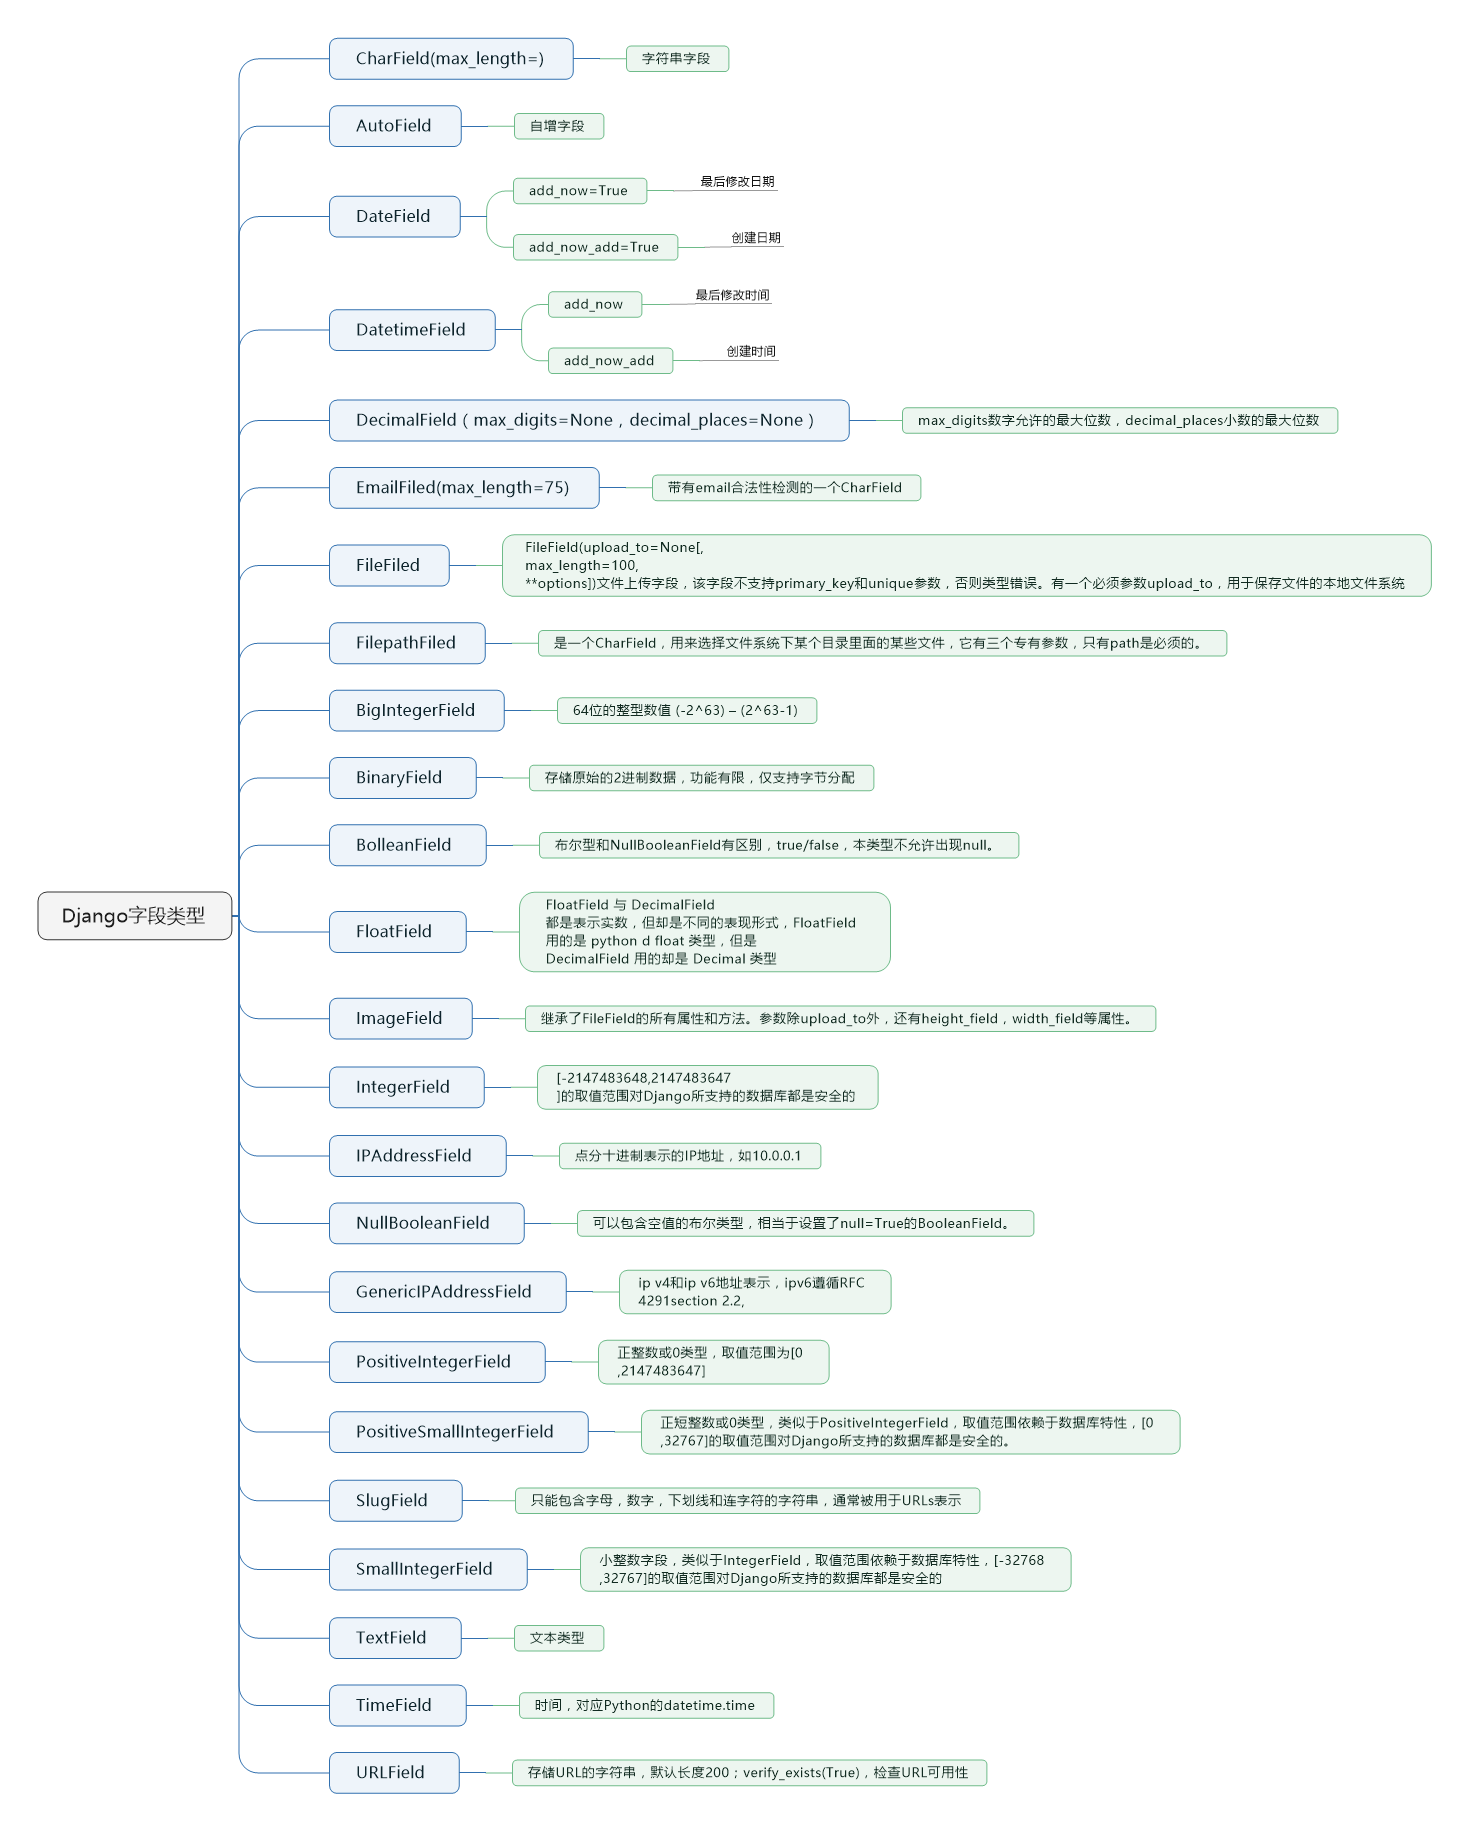 CharField(max_length=)
字符串字段
AutoField
自增字段
DateField
add_now=True
最后修改日期
add_now_add=True
创建日期
DatetimeField
add_now
最后修改时间
add_now_add
创建时间
DecimalField（max_digits=None，decimal_places=None）
max_digits数字允许的最大位数，decimal_places小数的最大位数
EmailFiled(max_length=75)
带有email合法性检测的一个CharField
FileFiled
FileField(upload_to=None[,
max_length=100,
**options])文件上传字段，该字段不支持primary_key和unique参数，否则类型错误。有一个必须参数upload_to，用于保存文件的本地文件系统
FilepathFiled
是一个CharField，用来选择文件系统下某个目录里面的某些文件，它有三个专有参数，只有path是必须的。
BigIntegerField
64位的整型数值 (-2^63) – (2^63-1)
BinaryField
存储原始的2进制数据，功能有限，仅支持字节分配
BolleanField
布尔型和NullBooleanField有区别，true/false，本类型不允许出现null。
Django字段类型
FloatField
FloatField 与 DecimalField
都是表示实数，但却是不同的表现形式，FloatField
用的是 python d float 类型，但是
DecimalField 用的却是 Decimal 类型
ImageField
继承了FileField的所有属性和方法。参数除upload_to外，还有height_field，width_field等属性。
IntegerField
[-2147483648,2147483647
]的取值范围对Django所支持的数据库都是安全的
IPAddressField
点分十进制表示的IP地址，如10.0.0.1
NullBooleanField
可以包含空值的布尔类型，相当于设置了null=True的BooleanField。
GenericIPAddressField
ip v4和ip v6地址表示，ipv6遵循RFC
4291section 2.2,
PositiveIntegerField
正整数或0类型，取值范围为[0
,2147483647]
PositiveSmallIntegerField
正短整数或0类型，类似于PositiveIntegerField，取值范围依赖于数据库特性，[0
,32767]的取值范围对Django所支持的数据库都是安全的。
SlugField
只能包含字母，数字，下划线和连字符的字符串，通常被用于URLs表示
SmallIntegerField
小整数字段，类似于IntegerField，取值范围依赖于数据库特性，[-32768
,32767]的取值范围对Django所支持的数据库都是安全的
TextField
文本类型
TimeField
时间，对应Python的datetime.time
URLField
存储URL的字符串，默认长度200；verify_exists(True)，检查URL可用性